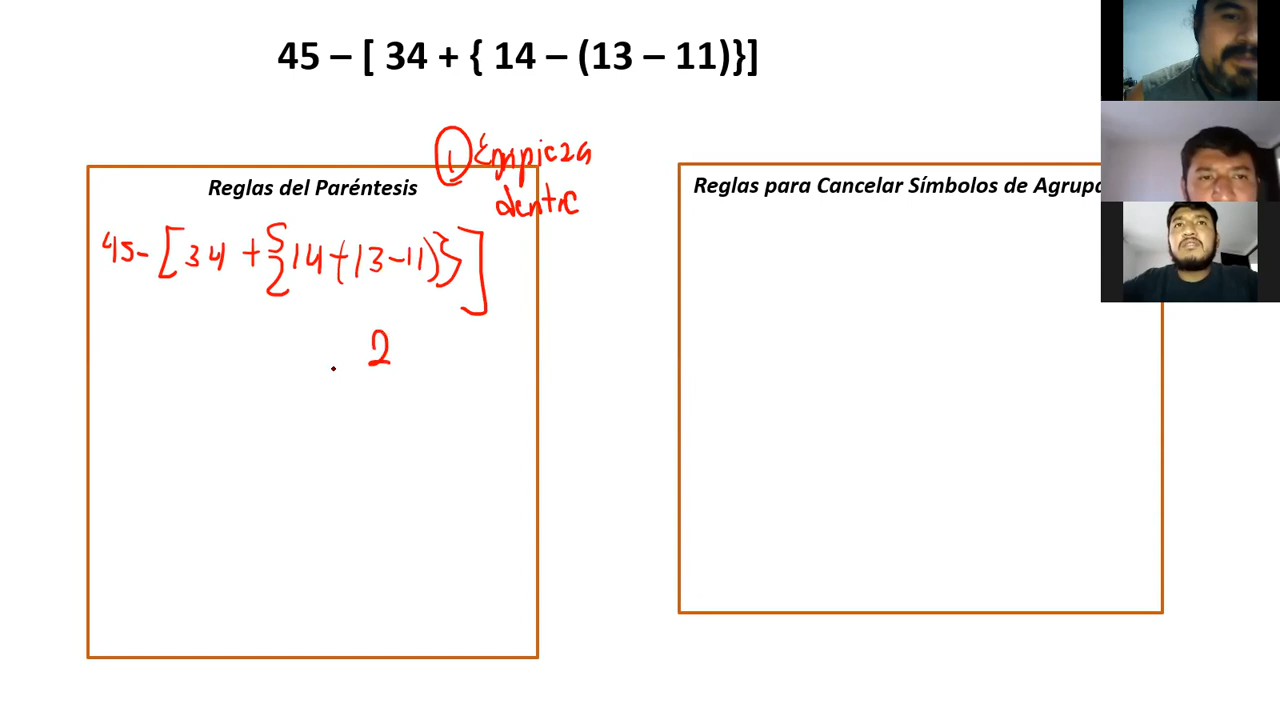 45 – [ 34 + { 14 – (13 – 11)}]
① Empieza
dentro
Reglas del Paréntesis
Reglas para Cancelar Símbolos de Agrupa
45-[34 +{14-(13-11)}]
2